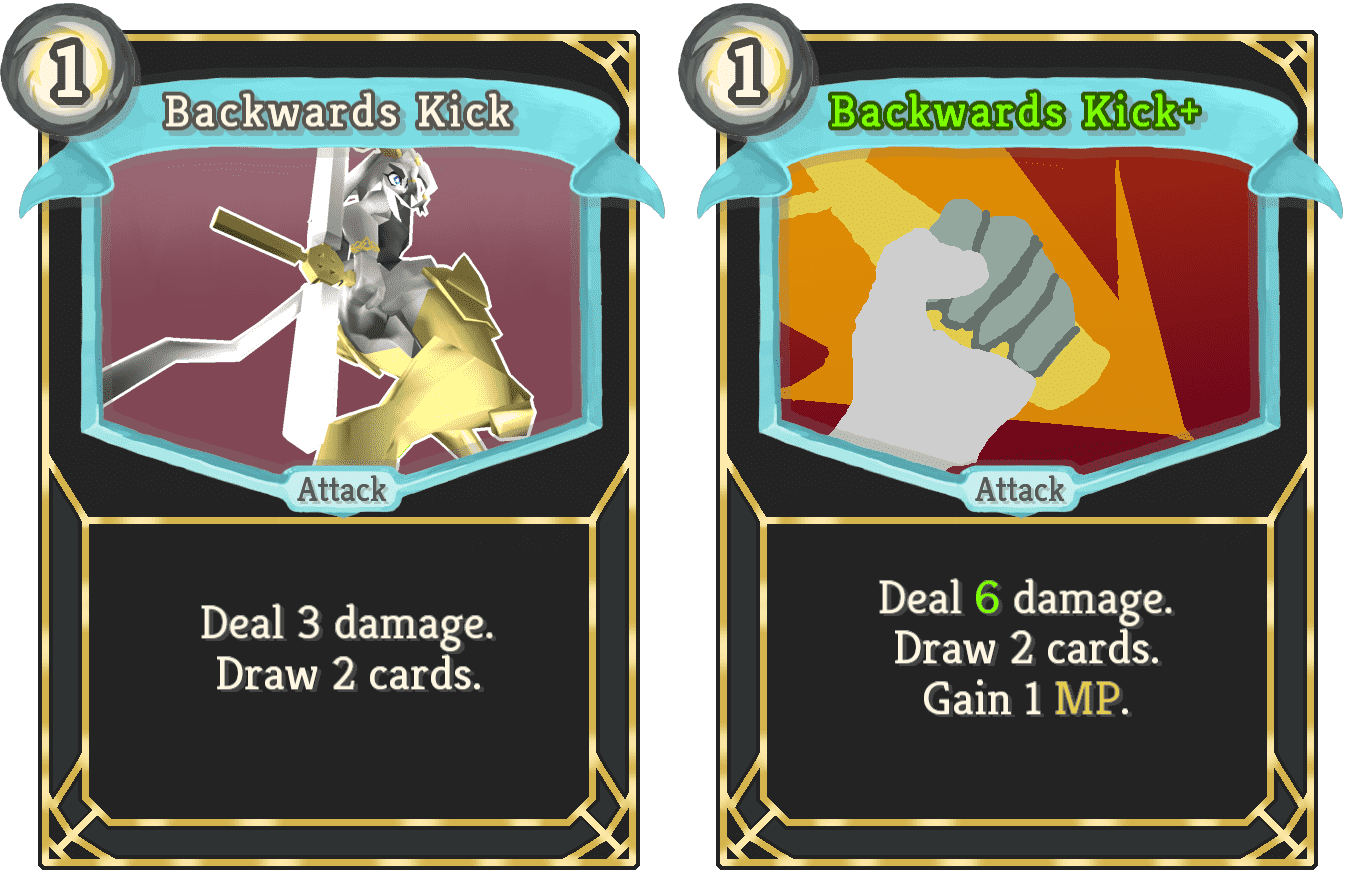 1
Backwards Kick
Attack
Deal 3 damage.
Draw 2 cards.
1
Backwards Kick+
Attack
Deal 6 damage.
Draw 2 cards.
Gain 1 MP.